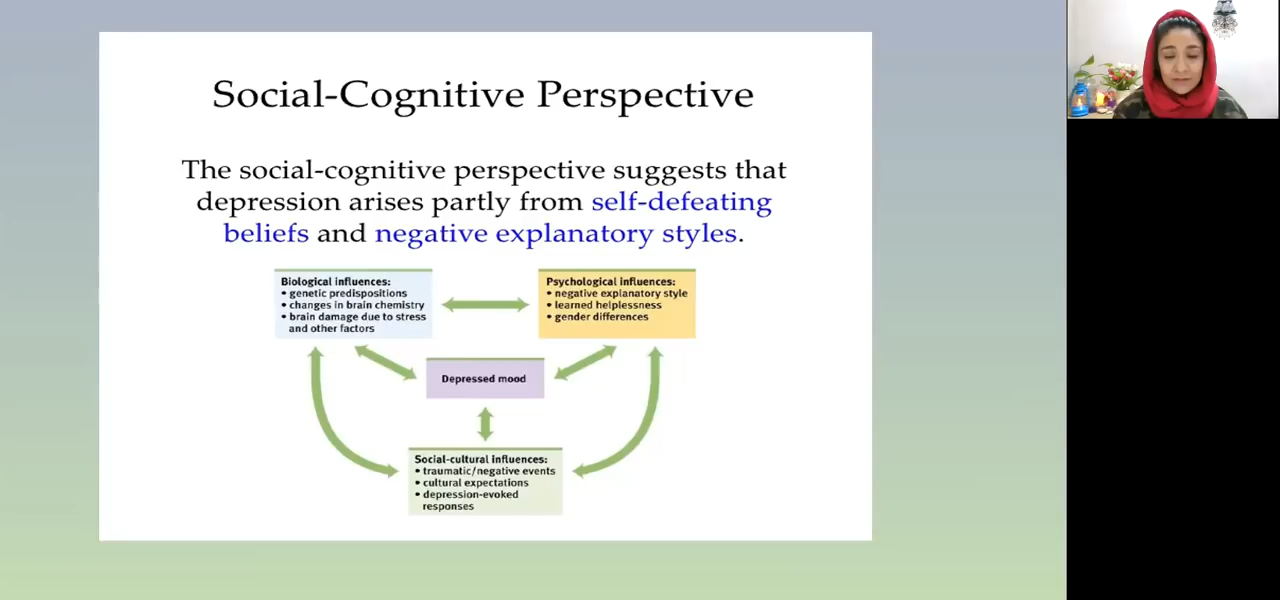 Social-Cognitive Perspective
The social-cognitive perspective suggests that
depression arises partly from self-defeating
beliefs and negative explanatory styles.
Biological influences:
• genetic predispositions
• changes in brain chemistry
• brain damage due to stress
and other factors
Psychological influences:
• negative explanatory style
• learned helplessness
• gender differences
Depressed mood
Social-cultural influences:
• traumatic/negative events
• cultural expectations
• depression-evoked
responses